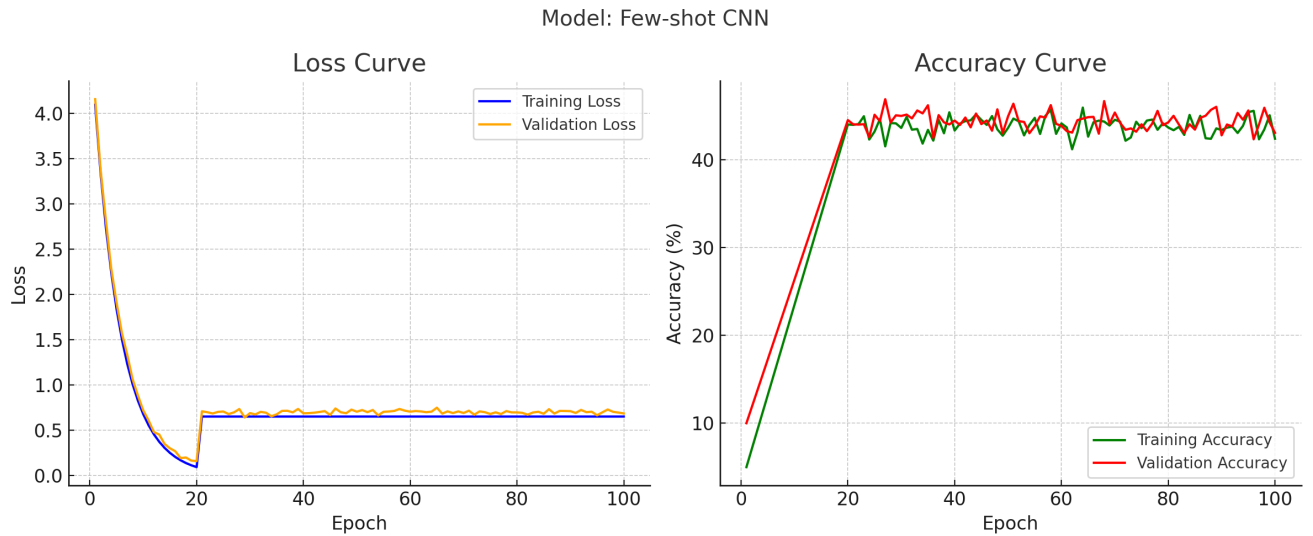 Model: Few-shot CNN
Loss Curve
Training Loss
Validation Loss
Loss
4.0
3.5
3.0
2.5
2.0
1.5
1.0
0.5
0.0
0 20 40 60 80 100
Epoch
Accuracy Curve
Accuracy (%)
40
30
20
10
Training Accuracy
Validation Accuracy
0 20 40 60 80 100
Epoch